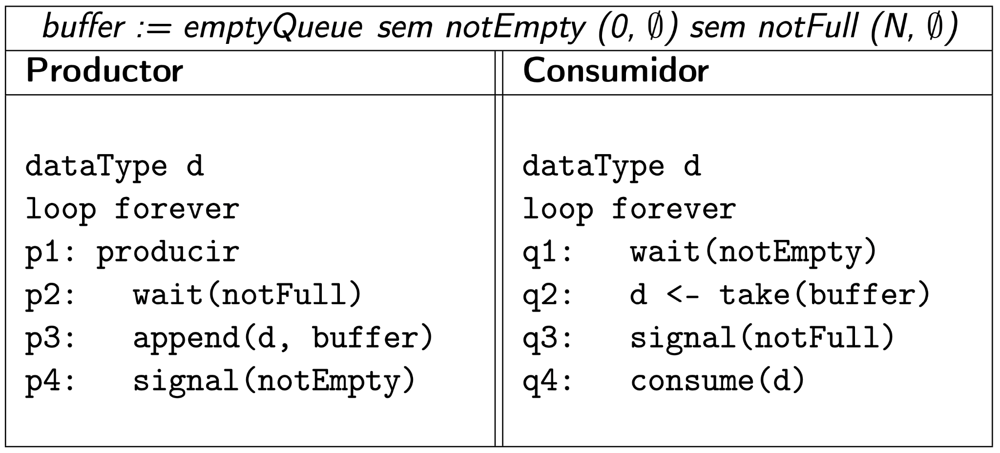 buffer := emptyQueue sem notEmpty (0, ∅) sem notFull (N, ∅)
Productor
dataType d
loop forever
p1: producir
p2: wait(notFull)
p3: append(d, buffer)
p4: signal(notEmpty)
Consumidor
dataType d
loop forever
q1: wait(notEmpty)
q2: d <- take(buffer)
q3: signal(notFull)
q4: consume(d)